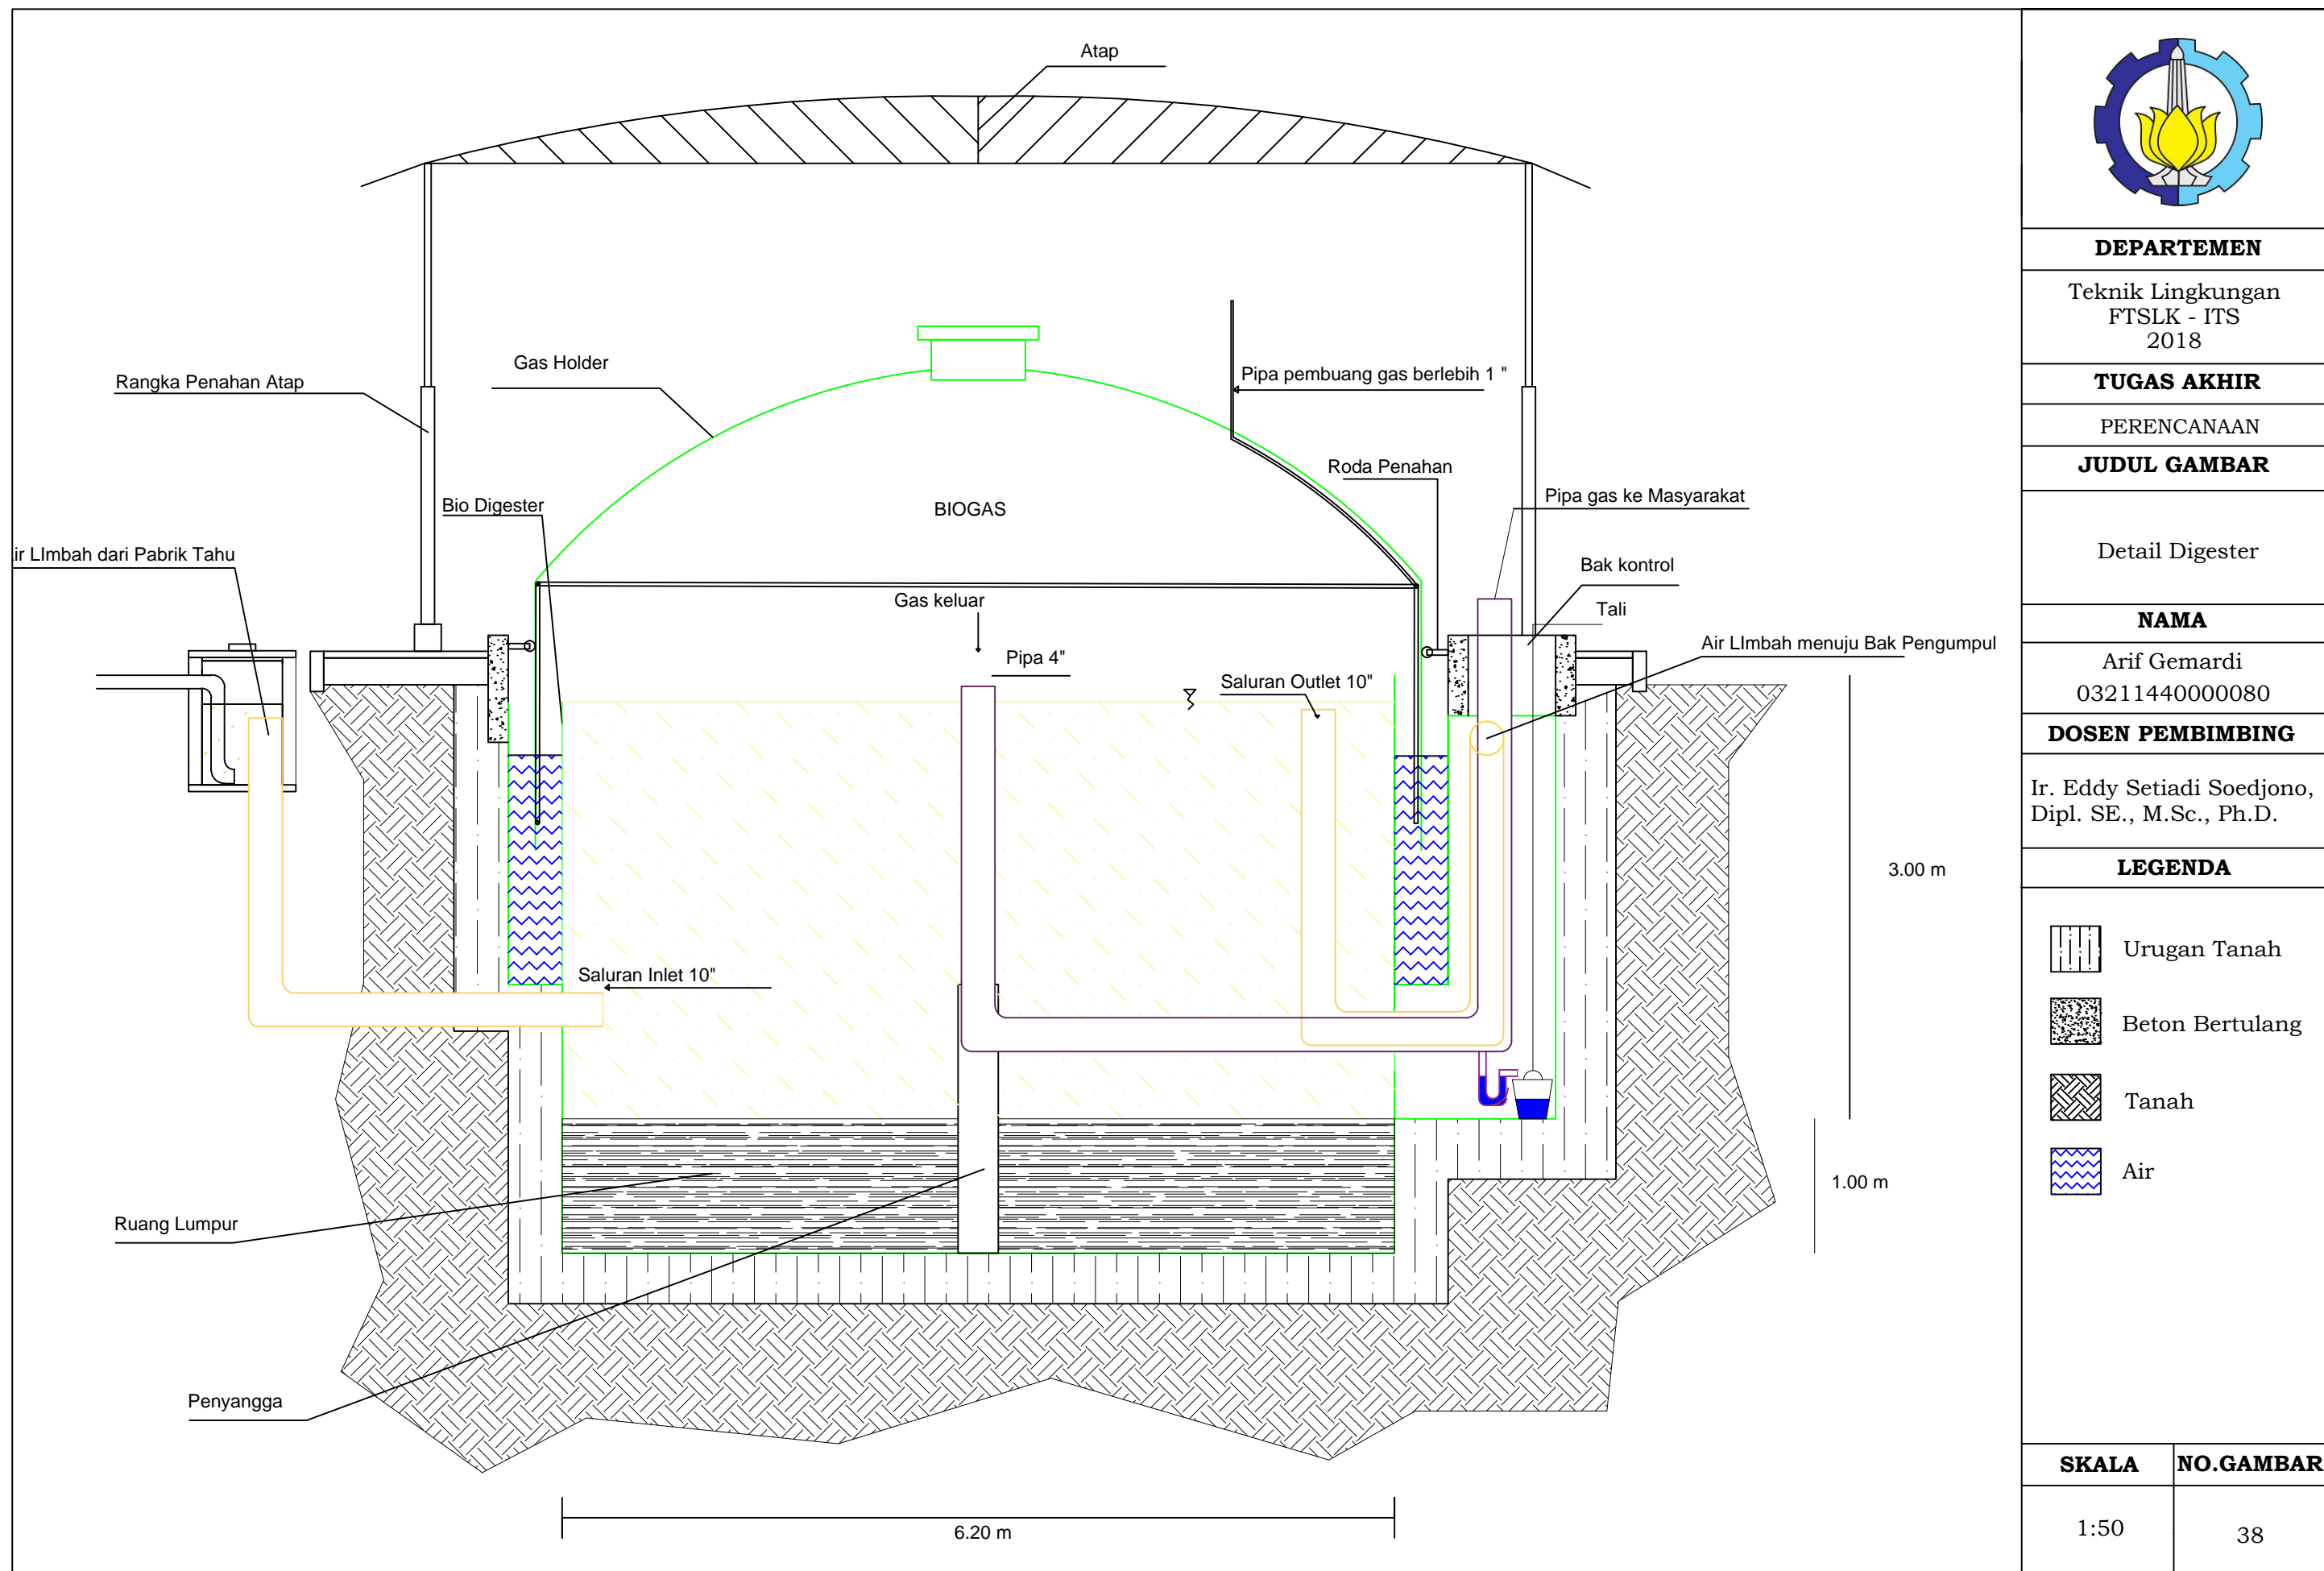 Atap
Gas Holder
Rangka Penahan Atap
Pipa pembuang gas berlebih 1 "
Roda Penahan
Pipa gas ke Masyarakat
Bio Digester
BIOGAS
ir LImbah dari Pabrik Tahu
Bak kontrol
Gas keluar
Tali
Air LImbah menuju Bak Pengumpul
Pipa 4"
Saluran Outlet 10"
3.00 m
Saluran Inlet 10"
1.00 m
Ruang Lumpur
Penyangga
6.20 m
DEPARTEMEN
Teknik Lingkungan
FTSLK - ITS
2018
TUGAS AKHIR
PERENCANAAN
JUDUL GAMBAR
Detail Digester
NAMA
Arif Gemardi
03211440000080
DOSEN PEMBIMBING
Ir. Eddy Setiadi Soedjono,
Dipl. SE., M.Sc., Ph.D.
LEGENDA
Urugan Tanah
Beton Bertulang
Tanah
Air
SKALA NO.GAMBAR
1:50 38